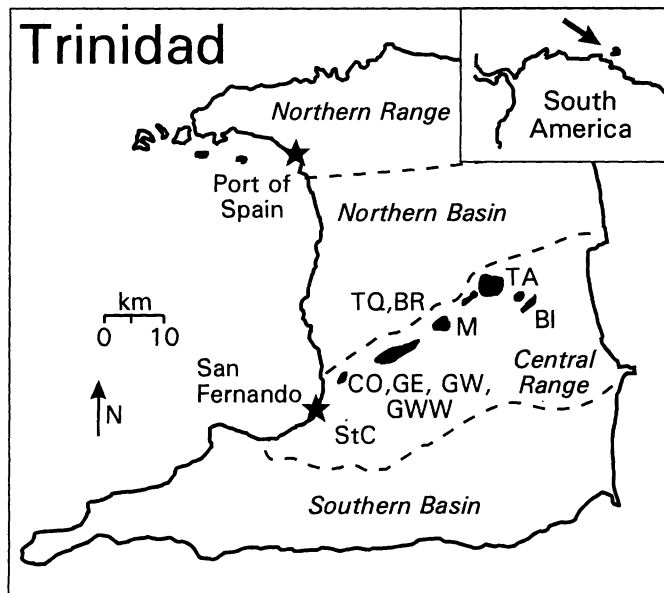 Trinidad
South
America
Northern Range
Port of
Spain
Northern Basin
km
0 10
TQ,BR
TA
BI
M
Central
Range
San
Fernando
CO, GE, GW,
GWW
N
StC
Southern Basin